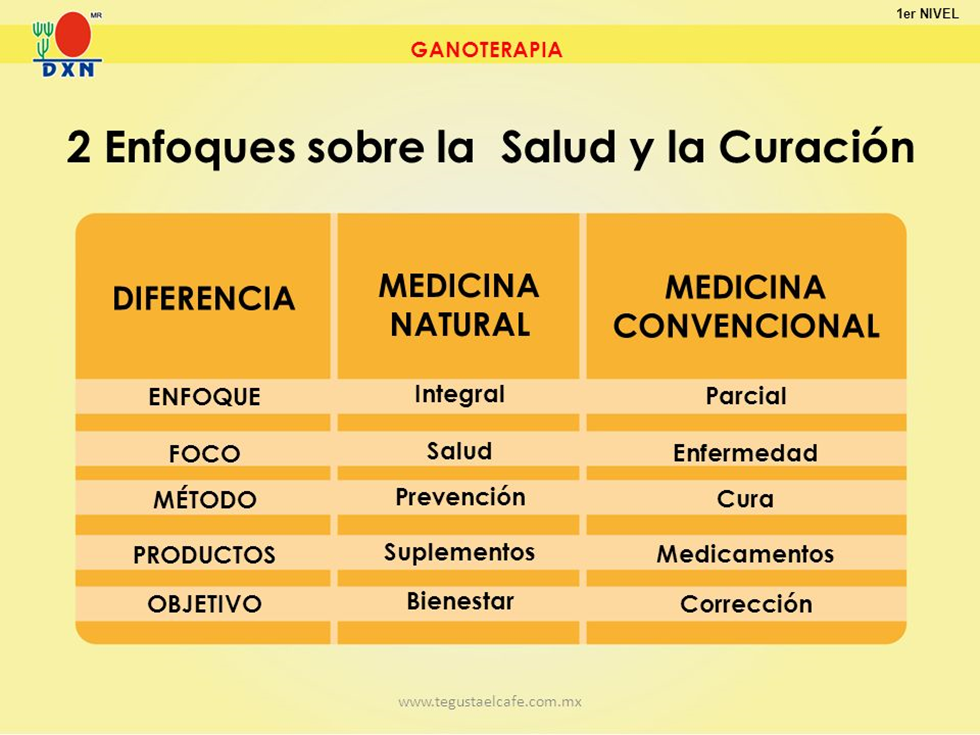 MR
1er NIVEL
DXN
GANOTERAPIA
2 Enfoques sobre la Salud y la Curación
DIFERENCIA
MEDICINA
NATURAL
MEDICINA
CONVENCIONAL
ENFOQUE Integral Parcial
FOCO Salud Enfermedad
MÉTODO Prevención Cura
PRODUCTOS Suplementos Medicamentos
OBJETIVO Bienestar Corrección
www.tegustaelcafe.com.mx